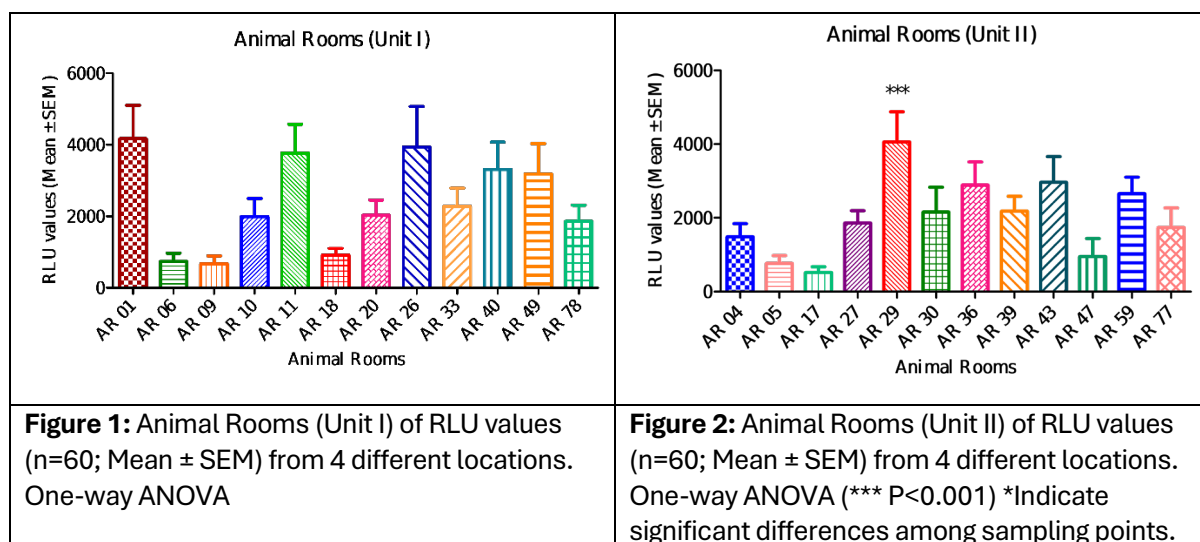 Animal Rooms (Unit I)
RLU values (Mean ±SEM)
6000
4000
2000
0
AR 01
AR 06
AR 09
AR 10
AR 11
AR 18
AR 20
AR 26
AR 33
AR 40
AR 49
AR 78
Animal Rooms
Figure 1: Animal Rooms (Unit I) of RLU values
(n=60; Mean ± SEM) from 4 different locations.
One-way ANOVA
Animal Rooms (Unit II)
RLU values (Mean ±SEM)
6000
4000
2000
0
***
AR 04
AR 05
AR 17
AR 27
AR 29
AR 30
AR 36
AR 39
AR 43
AR 47
AR 59
AR 77
Animal Rooms
Figure 2: Animal Rooms (Unit II) of RLU values
(n=60; Mean ± SEM) from 4 different locations.
One-way ANOVA (*** P<0.001) *Indicate
significant differences among sampling points.